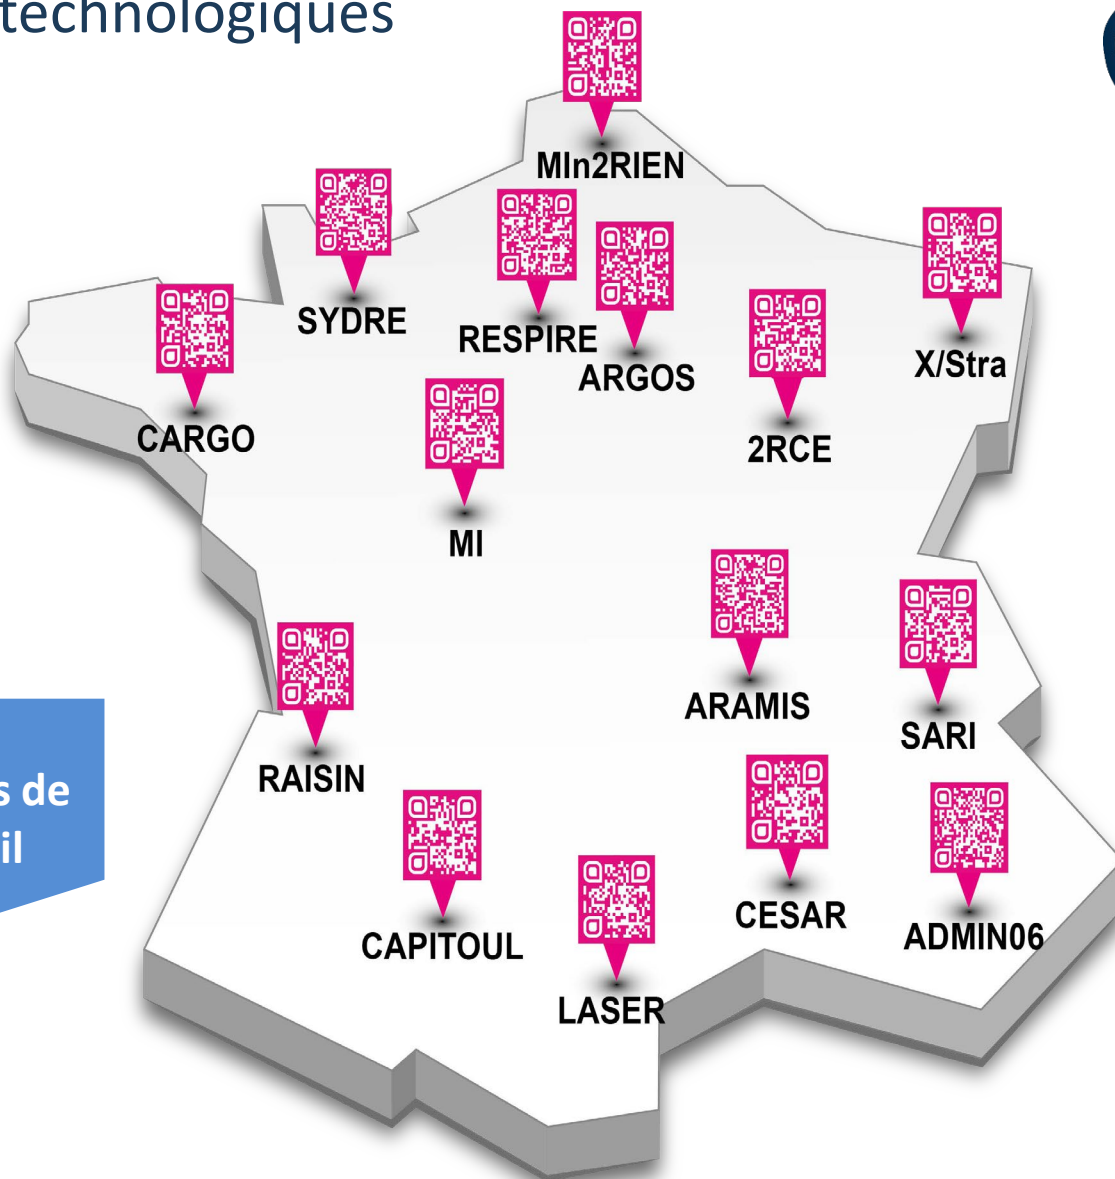 technologiques
MIn2RIEN
SYDRE
RESPIRE
ARGOS
X/Stra
CARGO
2RCE
MI
ARAMIS
SARI
RAISIN
s de
il
CESAR
CAPITOUL
ADMIN06
LASER